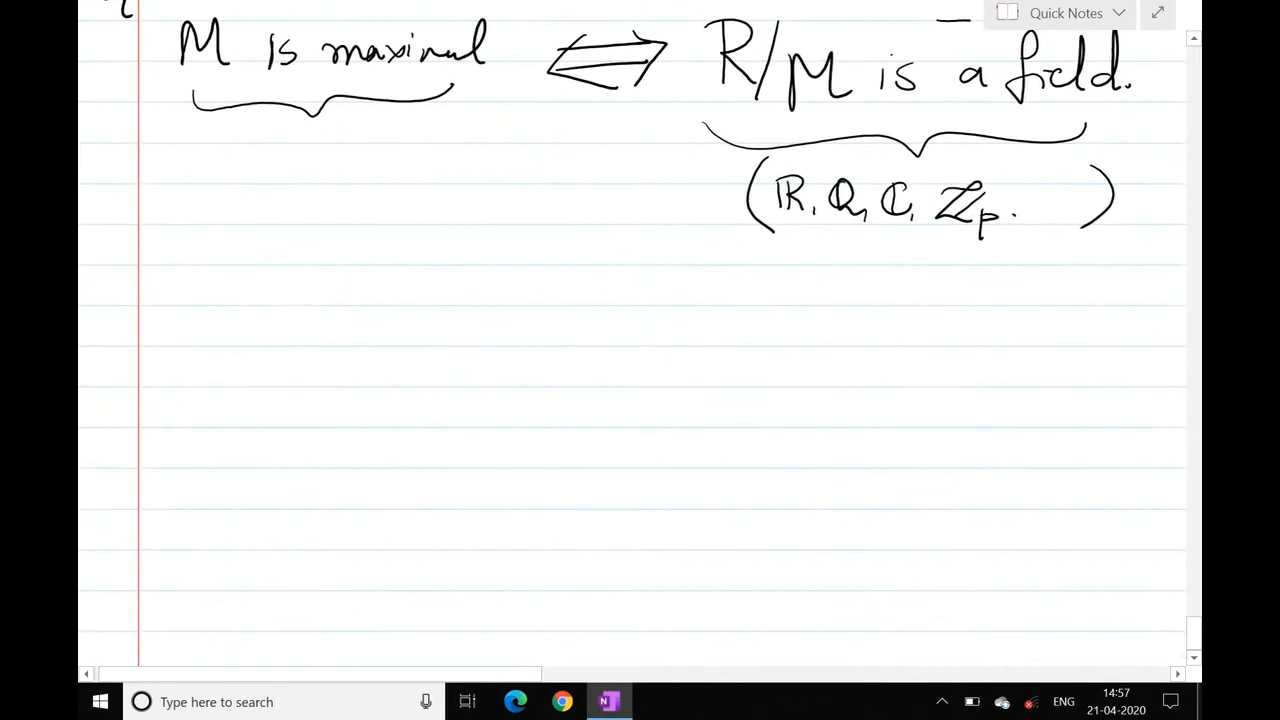 Quick Notes
M is maximal ⟺ R/M is a field.
(ℝ, ℚ, ℂ, ℤp. )
Type here to search
ENG
14:57
21-04-2020